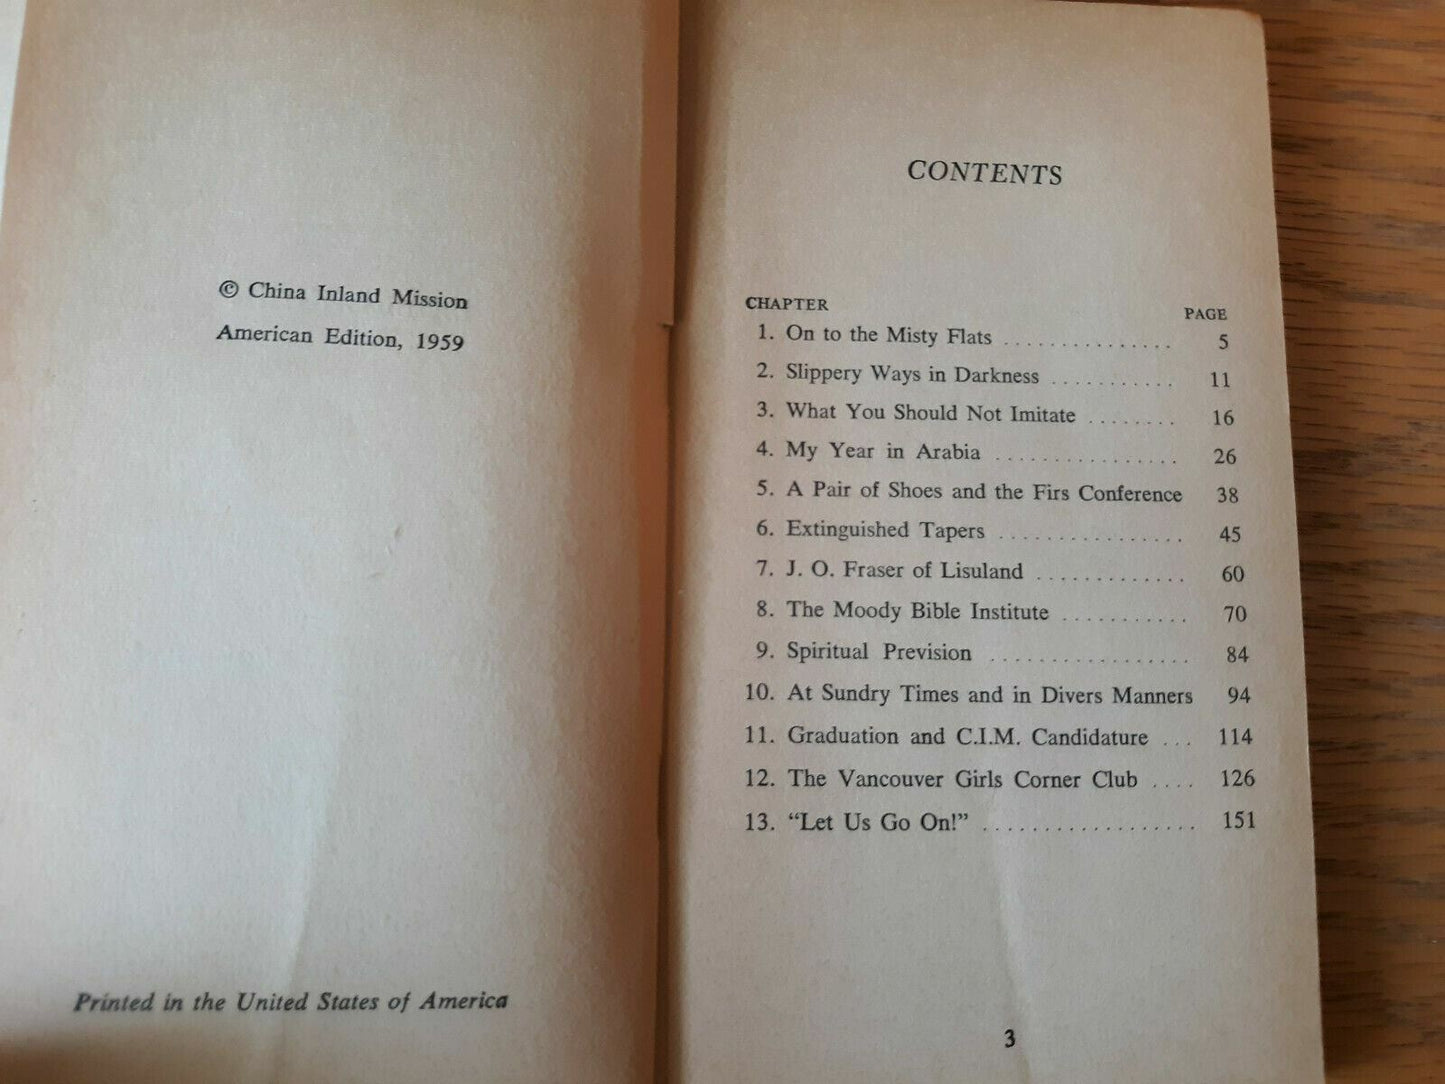 © China Inland Mission
American Edition, 1959
Printed in the United States of America
CONTENTS
CHAPTER PAGE
1. On to the Misty Flats ............... 5
2. Slippery Ways in Darkness ........... 11
3. What You Should Not Imitate ........ 16
4. My Year in Arabia ................ 26
5. A Pair of Shoes and the Firs Conference 38
6. Extinguished Tapers ................ 45
7. J. O. Fraser of Lisuland ............. 60
8. The Moody Bible Institute ........... 70
9. Spiritual Prevision ................. 84
10. At Sundry Times and in Divers Manners 94
11. Graduation and C.I.M. Candidature ... 114
12. The Vancouver Girls Corner Club .... 126
13. “Let Us Go On!” .................. 151
3